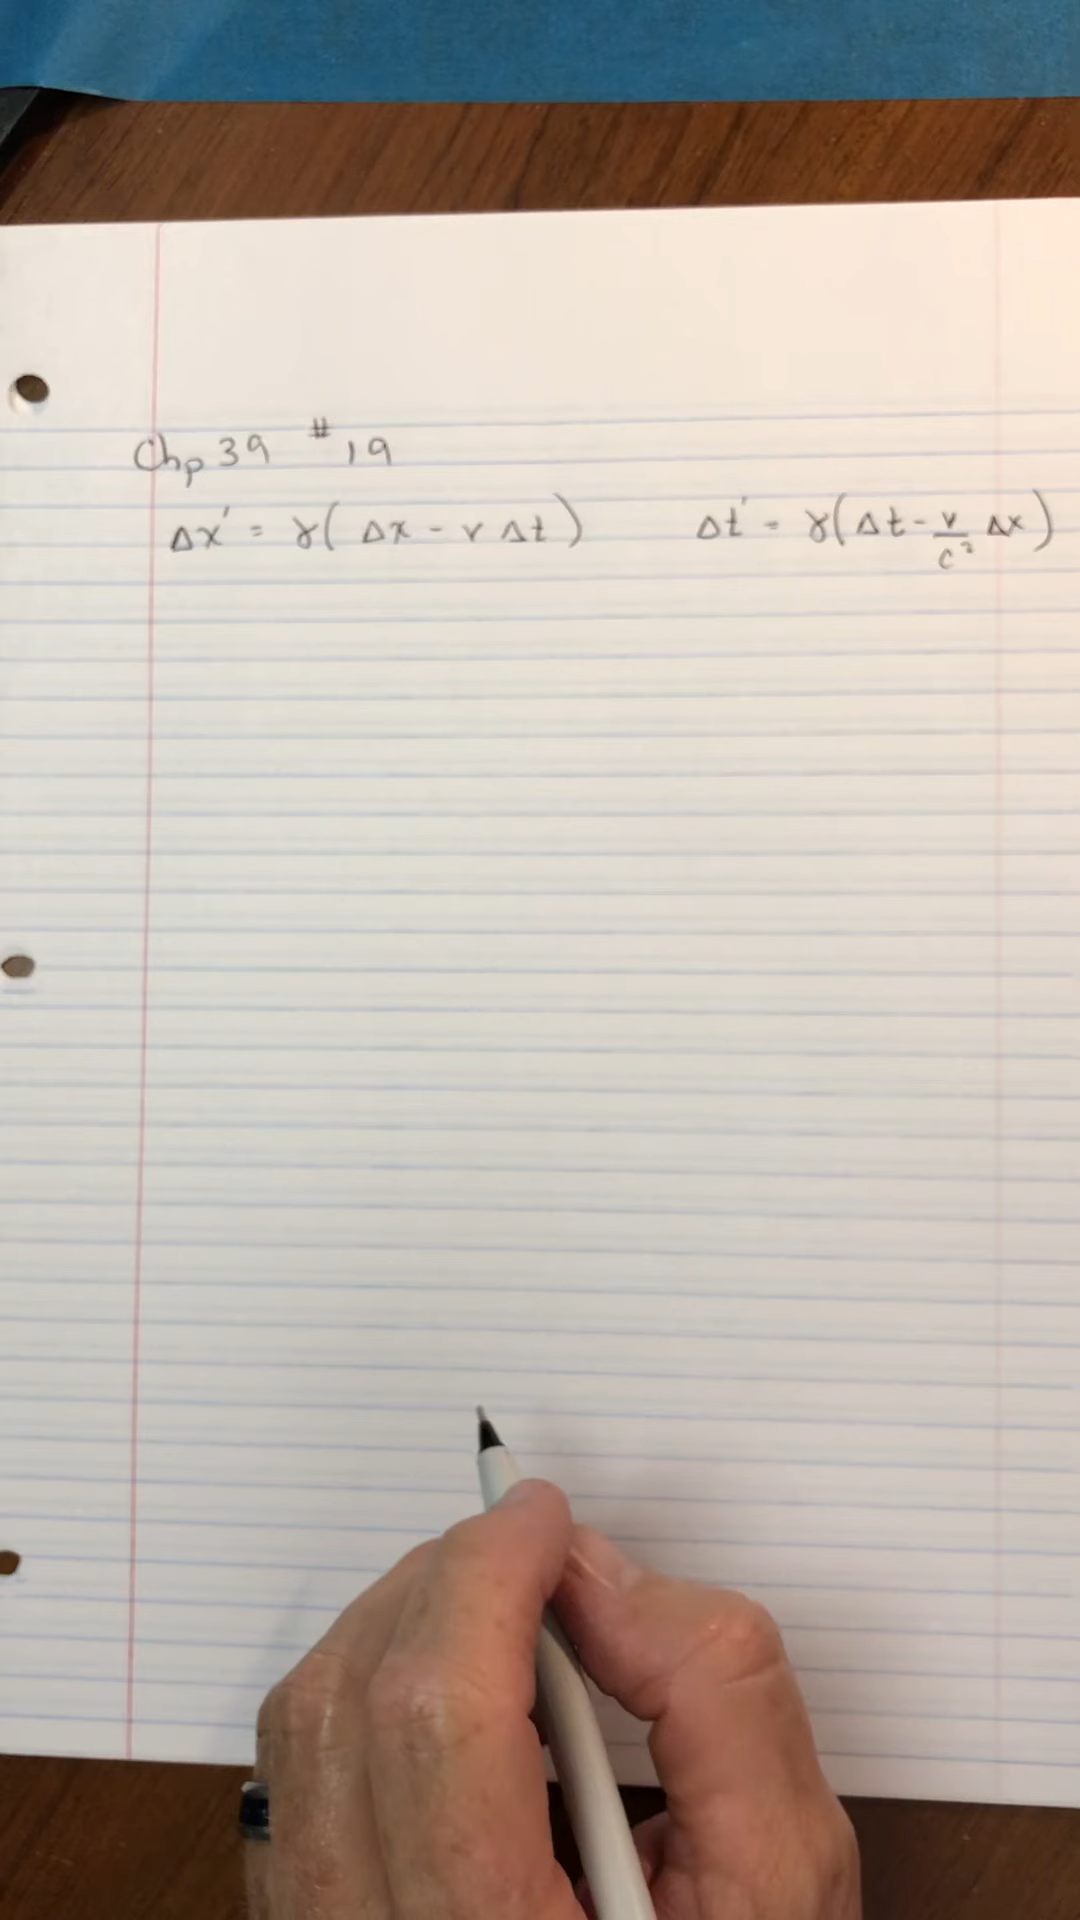 Chp 39 # 19
Δx' = γ( Δx - v Δt ) Δt' = γ( Δt - v/c² Δx )